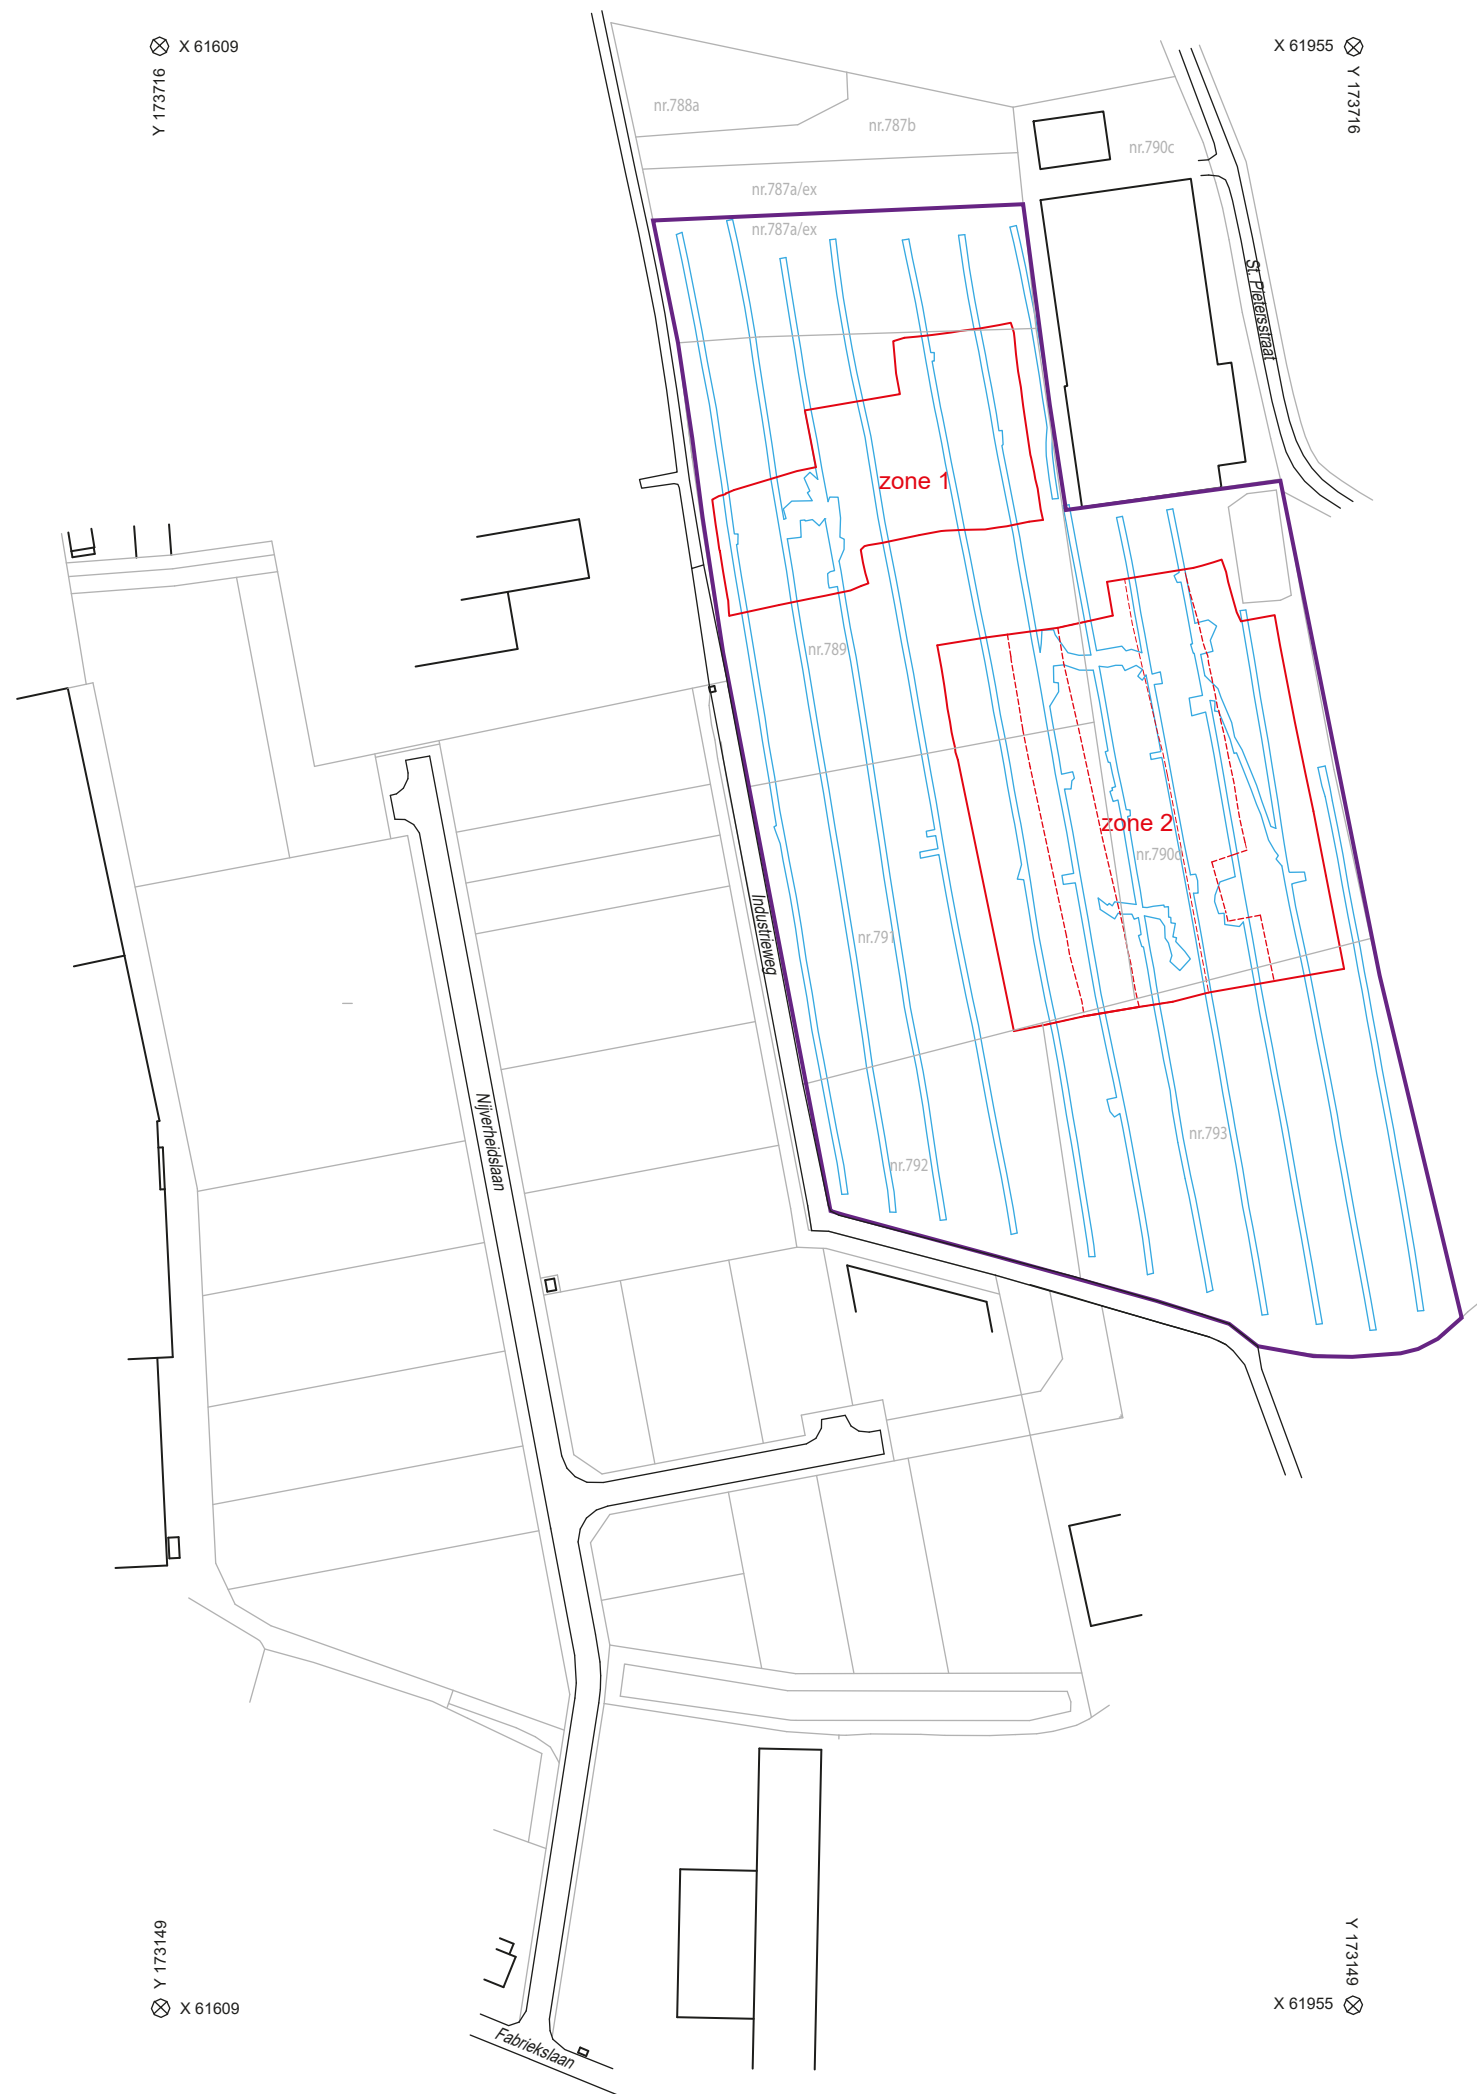 X 61609
Y 173716
X 61955
Y 173716
nr.788a
nr.787b
nr.790c
nr.787a/ex
nr.787a/ex
St. Pietersstraat
zone 1
nr.789
zone 2
nr.790d
Industrieweg
nr.791
Nijverheidslaan
nr.793
nr.792
Y 173149
X 61609
Y 173149
X 61955
Fabriekslaan